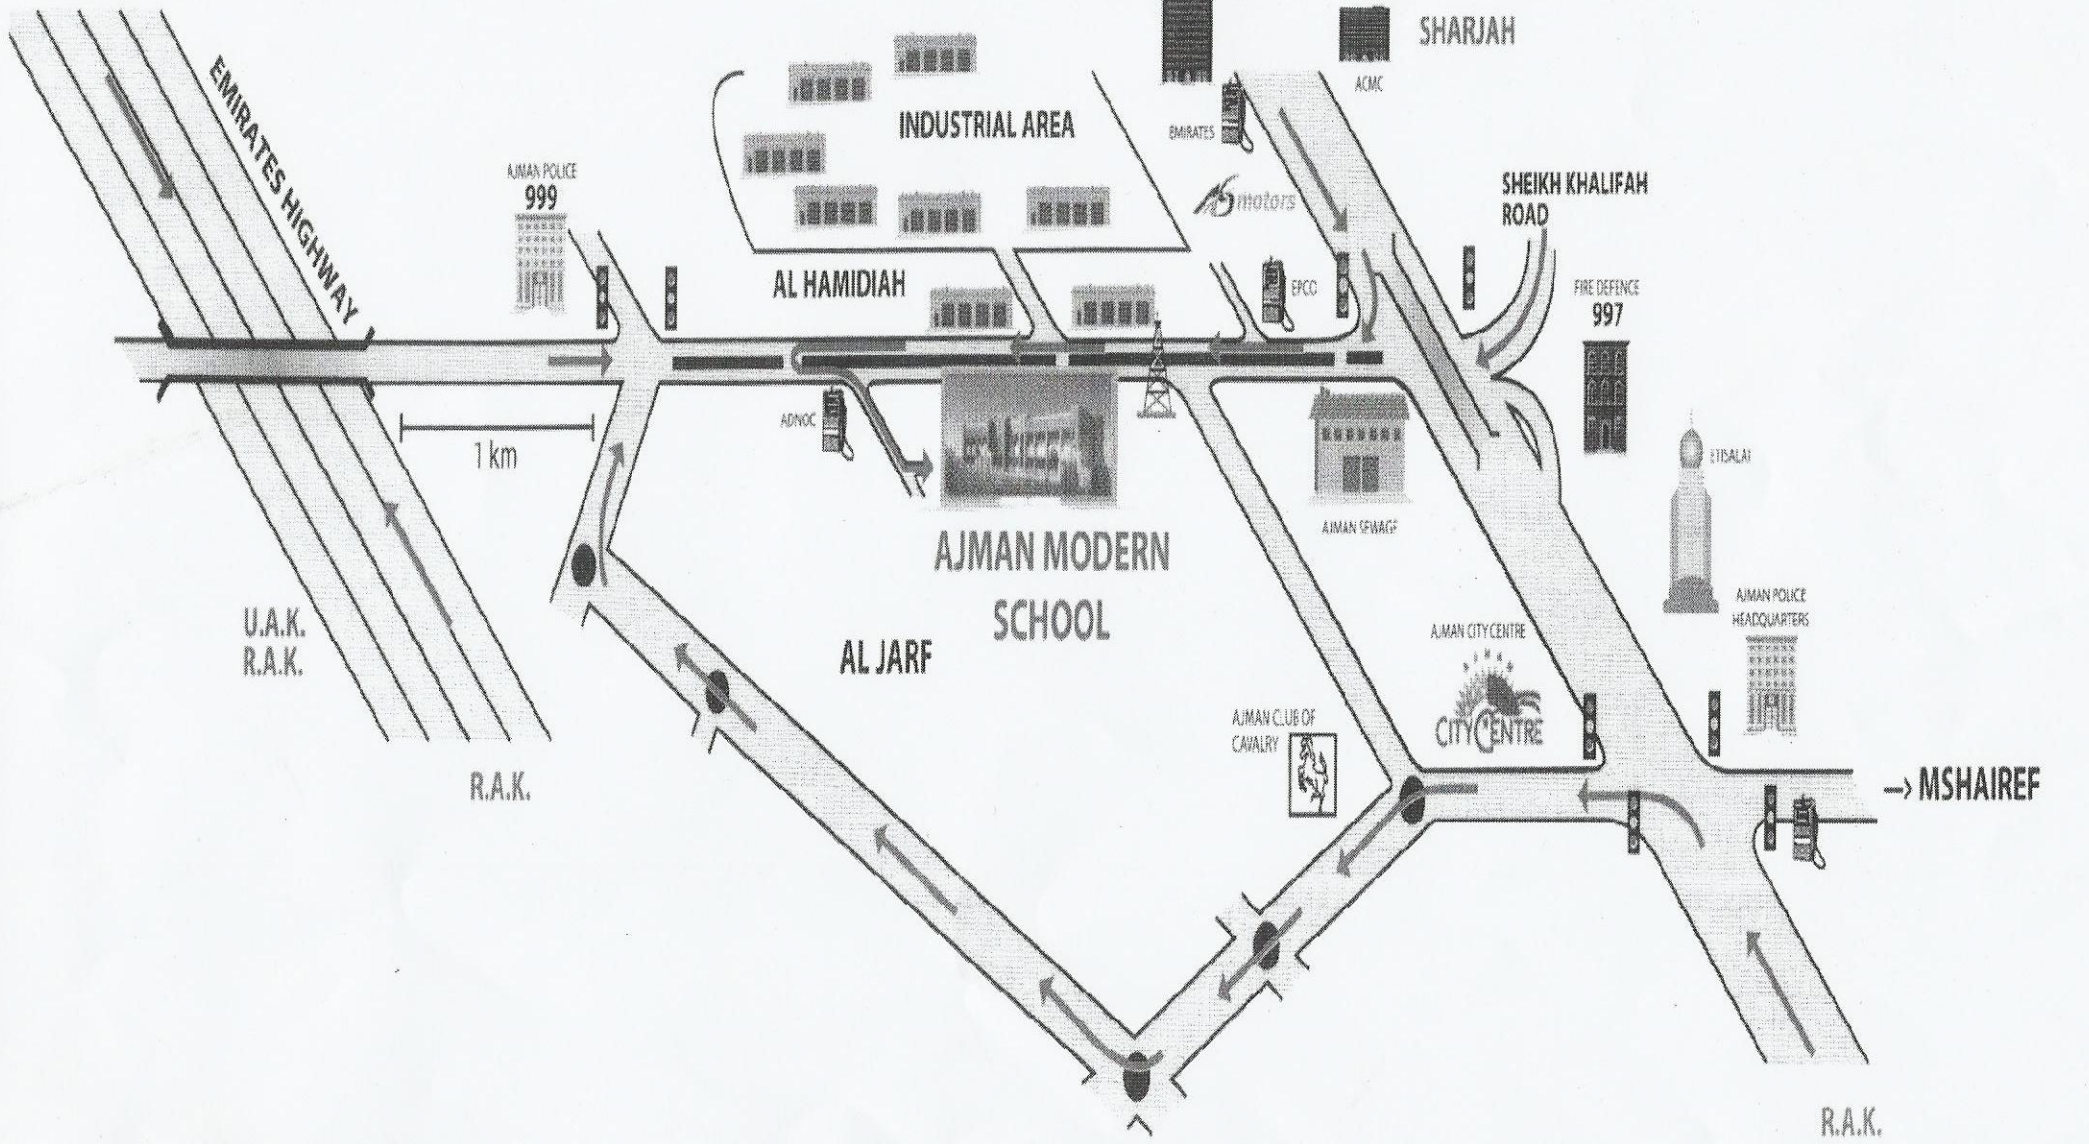 SHARJAH
ACMC
EMIRATES HIGHWAY
INDUSTRIAL AREA
EMIRATES
AJMAN POLICE
999
motors
SHEIKH KHALIFAH
ROAD
AL HAMIDIAH
EPCO
FIRE DEFENCE
997
ADNOC
1 km
ETISALAT
AJMAN SEWAGE
AJMAN MODERN
SCHOOL
U.A.K.
R.A.K.
AL JARF
AJMAN CITY CENTRE
AJMAN POLICE
HEADQUARTERS
AJMAN CLUB OF
CAVALRY
CITY CENTRE
R.A.K.
-> MSHAIREF
R.A.K.